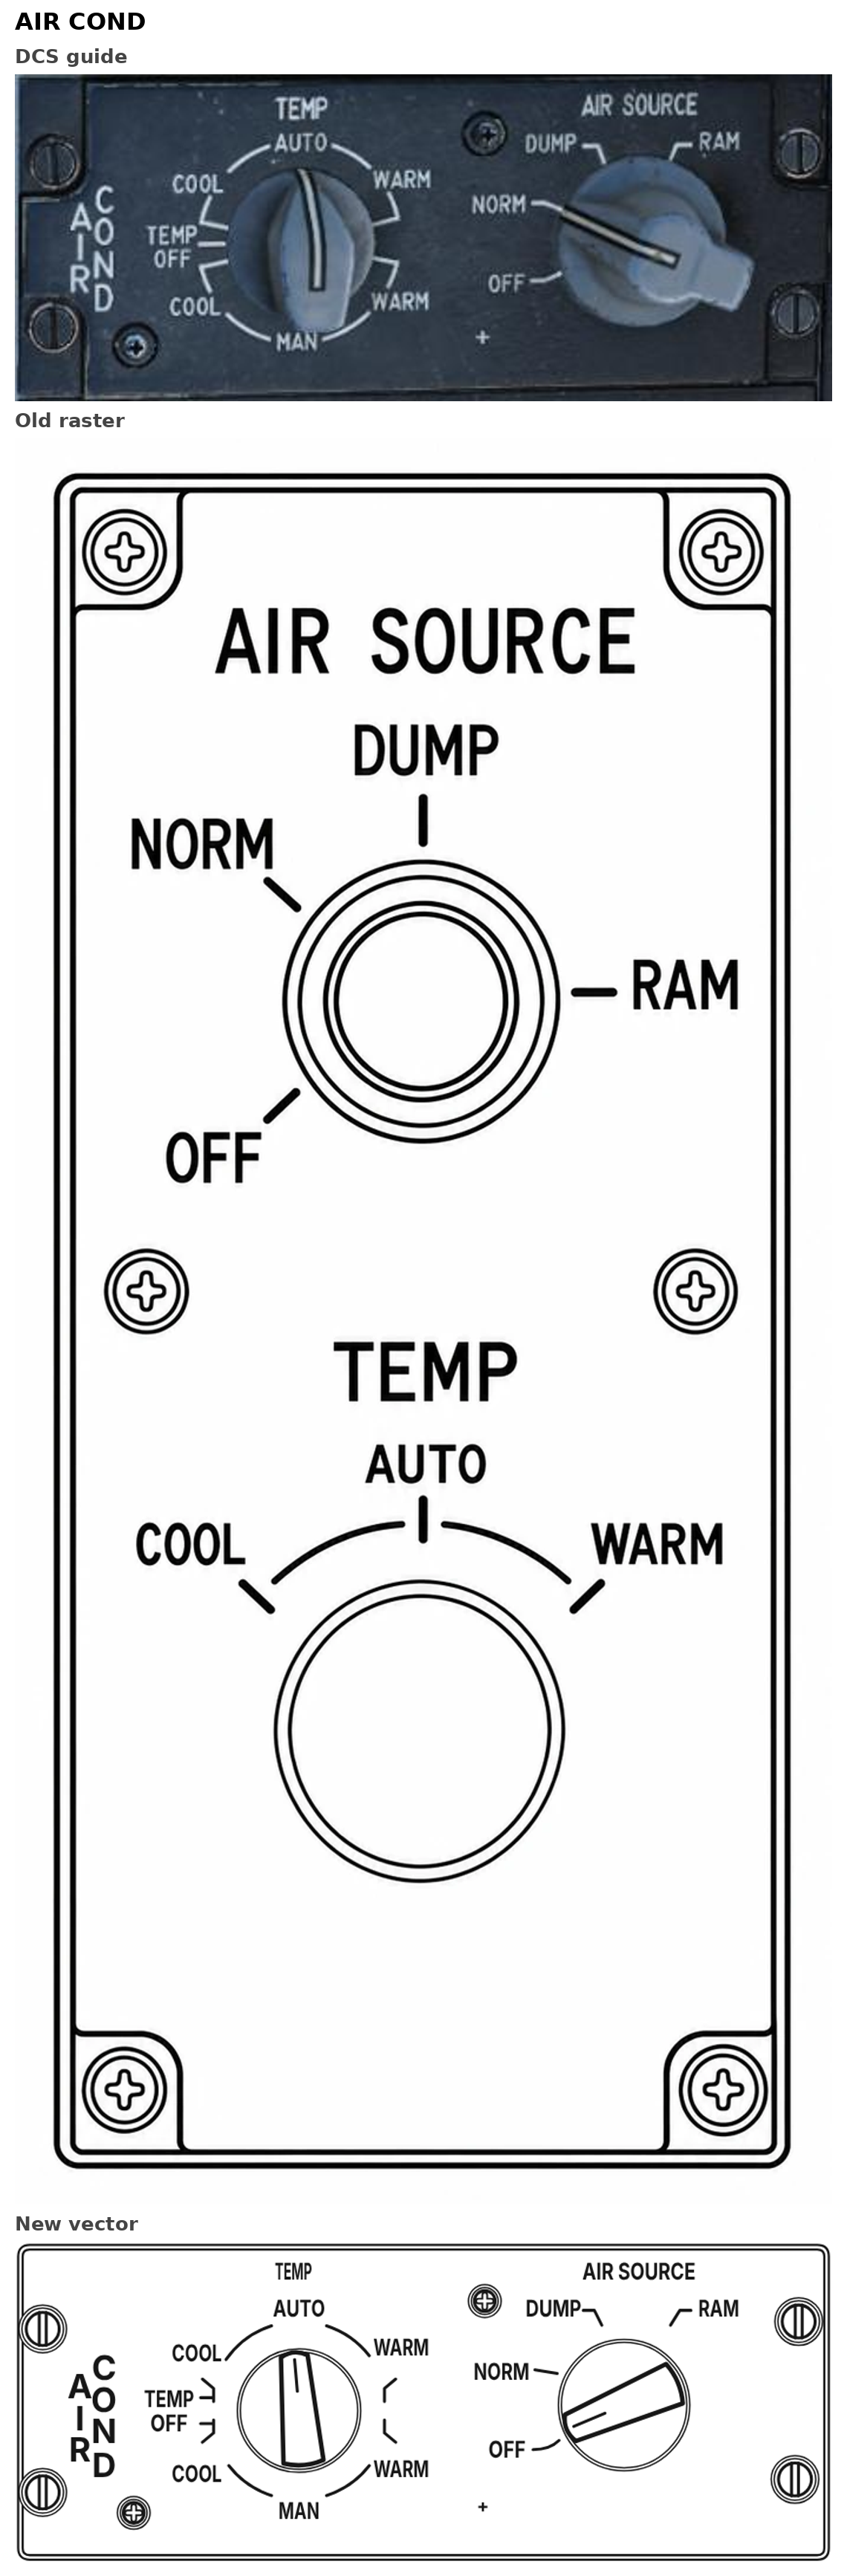 AIR COND
DCS guide
TEMP
AIR SOURCE
AUTO
DUMP
RAM
COOL
WARM
NORM
AIR
COND
TEMP
OFF
OFF
COOL
WARM
MAN
+
Old raster
AIR SOURCE
DUMP
NORM
RAM
OFF
TEMP
AUTO
COOL
WARM
New vector
TEMP
AIR SOURCE
AUTO
DUMP
RAM
COOL
WARM
NORM
AIR
COND
TEMP
OFF
OFF
COOL
WARM
MAN
+